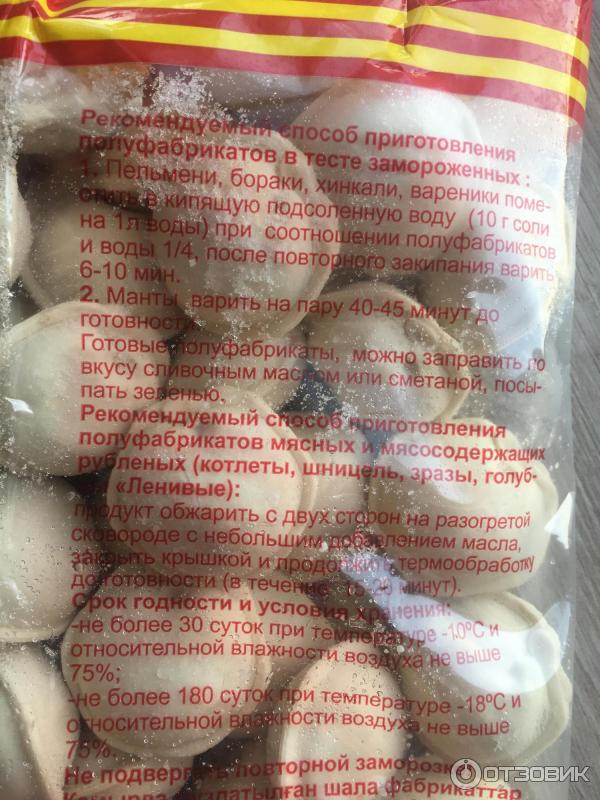 Рекомендуемый способ приготовления
полуфабрикатов в тесте замороженных :
1. Пельмени, бораки, хинкали, вареники поме-
стить в кипящую подсоленную воду (10 г соли
на 1л воды) при соотношении полуфабрикатов
и воды 1/4, после повторного закипания варить
6-10 мин.
2. Манты варить на пару 40-45 минут до
готовности.
Готовые полуфабрикаты, можно заправить по
вкусу сливочным маслом или сметаной, посы-
пать зеленью.
Рекомендуемый способ приготовления
полуфабрикатов мясных и мясосодержащих
рубленых (котлеты, шницель, зразы, голуб-
«Ленивые):
продукт обжарить с двух сторон на разогретой
сковороде с небольшим добавлением масла,
закрыть крышкой и продолжить термообработку
до готовности (в течение минут).
Срок годности и условия хранения:
-не более 30 суток при температуре -10°С и
относительной влажности воздуха не выше
75%;
-не более 180 суток при температуре -18°С и
относительной влажности воздуха не выше
75%.
Не подвергать повторной
шала фабрикаттар
ОТЗОВИК